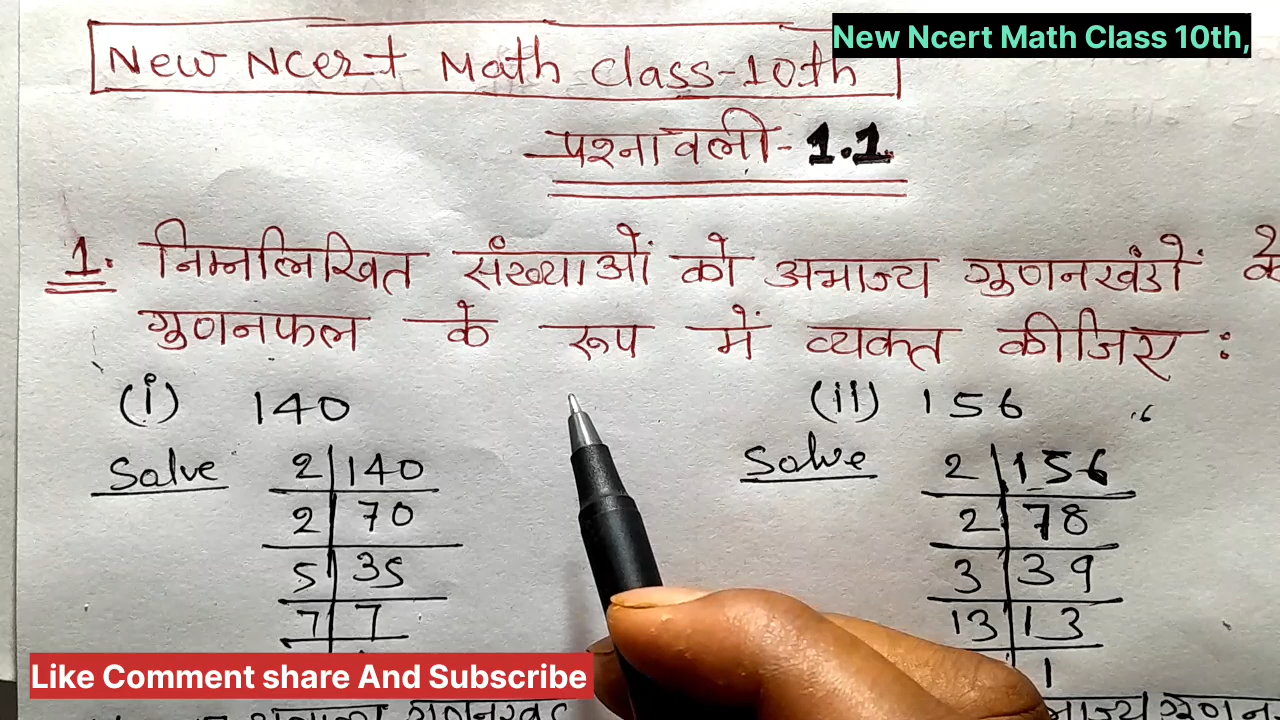 New Ncert Math Class 10th,
New Ncert Math Class-10th
प्रश्नावली-1.1
1. निम्नलिखित संख्याओं को अभाज्य गुणनखंडों के
गुणनफल के रूप में व्यक्त कीजिए :
(i) 140
(ii) 156
Solve
2 140
2 70
5 35
7 7
Solve
2 156
2 78
3 39
13 13
1
Like Comment share And Subscribe